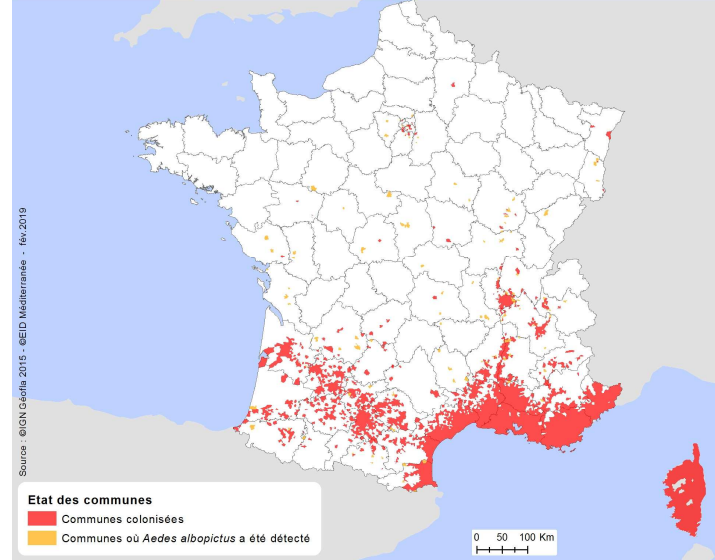 Source : ©IGN Géofla 2015 - ©EID Méditerranée - fév.2019
Etat des communes
Communes colonisées
Communes où Aedes albopictus a été détecté
0 50 100 Km